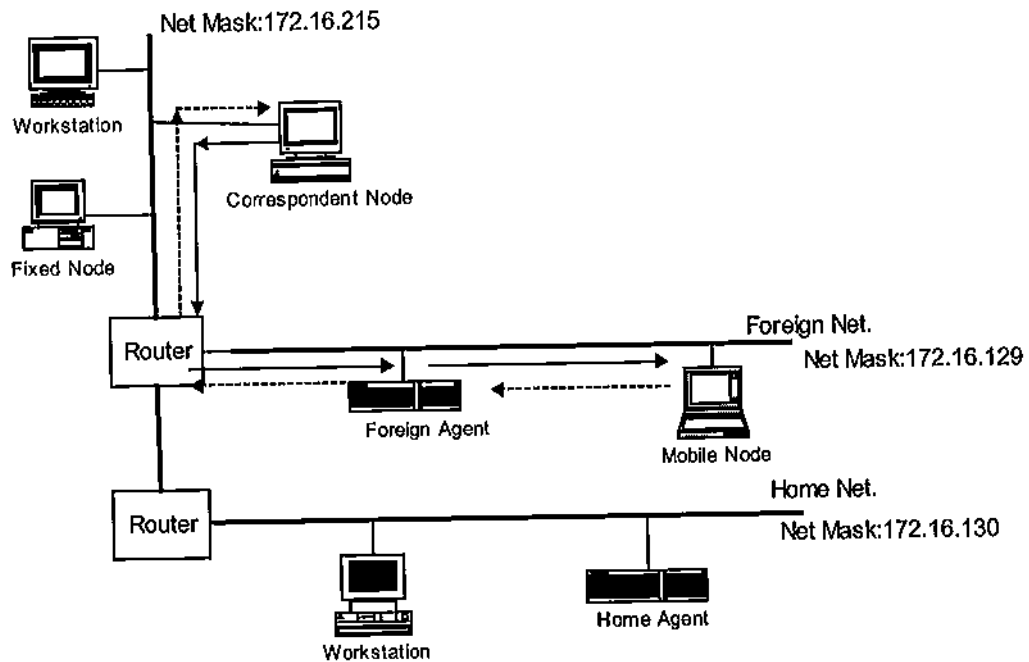 Net Mask:172.16.215
Workstation
Correspondent Node
Fixed Node
Router
Foreign Net.
Net Mask:172.16.129
Foreign Agent
Mobile Node
Home Net.
Router
Net Mask:172.16.130
Home Agent
Workstation